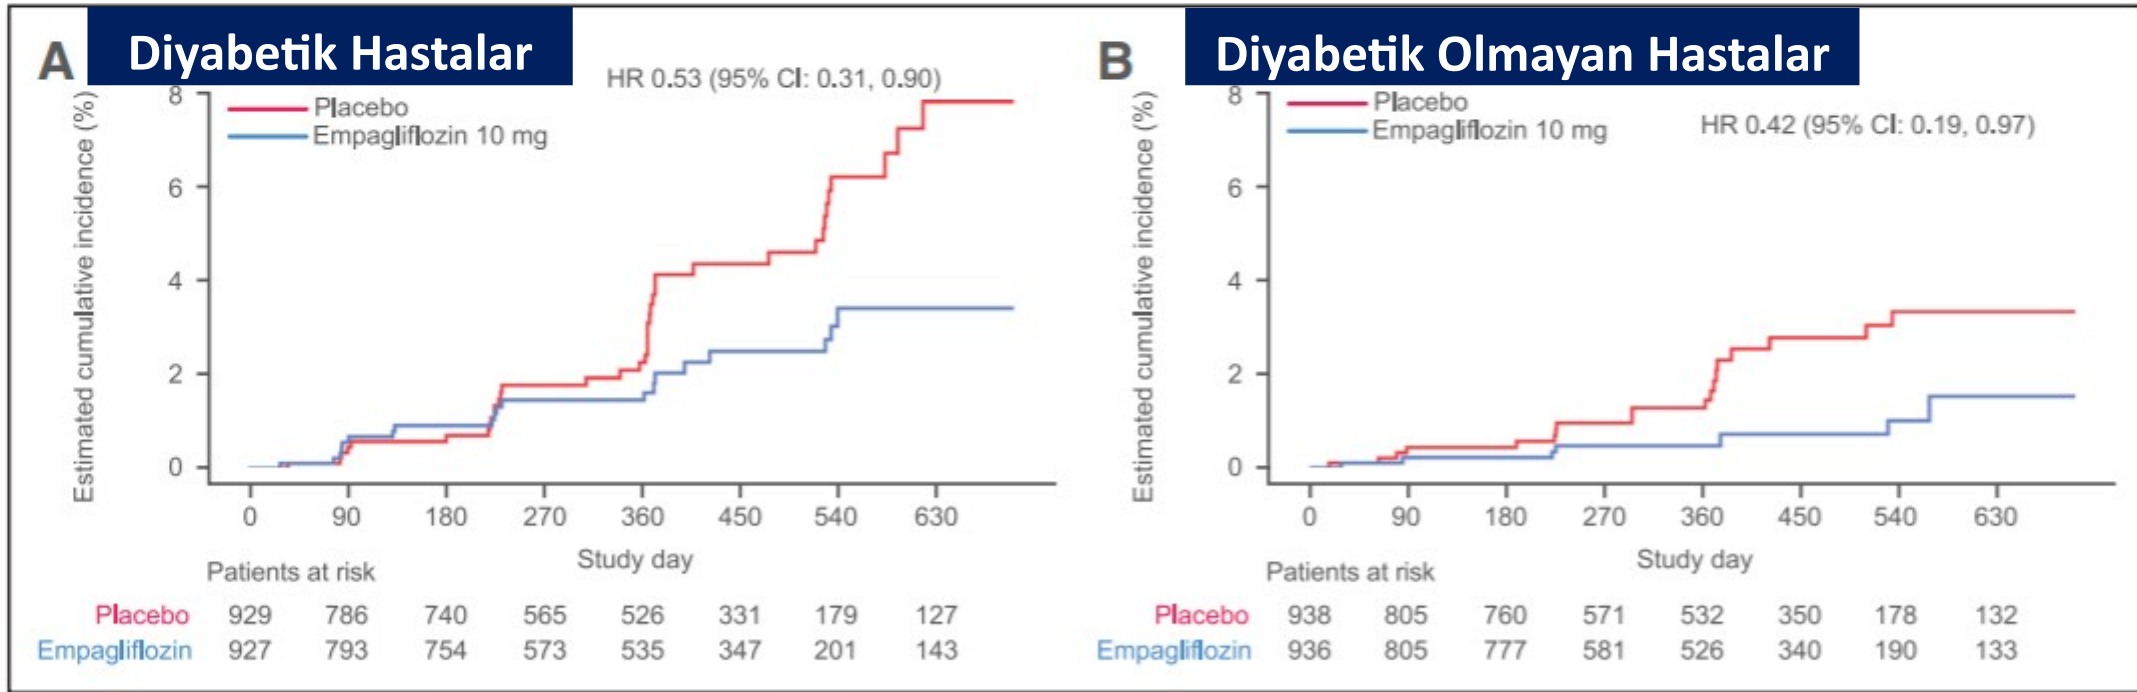 A
Diyabetik Hastalar
HR 0.53 (95% CI: 0.31, 0.90)
Placebo
Empagliflozin 10 mg
Estimated cumulative incidence (%)
8
6
4
2
0
0 90 180 270 360 450 540 630
Study day
Patients at risk
Placebo 929 786 740 565 526 331 179 127
Empagliflozin 927 793 754 573 535 347 201 143
B
Diyabetik Olmayan Hastalar
HR 0.42 (95% CI: 0.19, 0.97)
Placebo
Empagliflozin 10 mg
Estimated cumulative incidence (%)
8
6
4
2
0
0 90 180 270 360 450 540 630
Study day
Patients at risk
Placebo 938 805 760 571 532 350 178 132
Empagliflozin 936 805 777 581 526 340 190 133